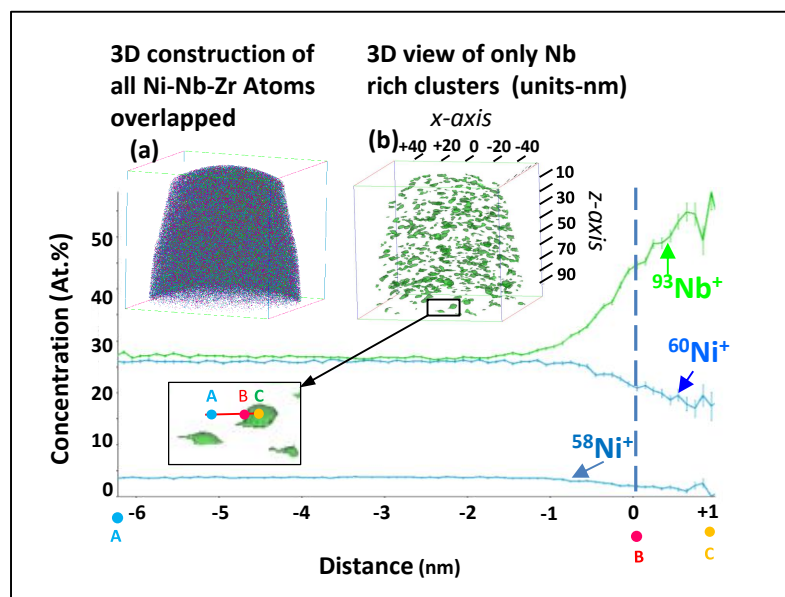 3D construction of
all Ni-Nb-Zr Atoms
overlapped
(a)
3D view of only Nb
rich clusters (units-nm)
x-axis
(b)
+40 +20 0 -20 -40
10
30
50
70
90
z-axis
Concentration (At.%)
50
40
30
20
10
0
93Nb+
60Ni+
58Ni+
A B C
-6 -5 -4 -3 -2 -1 0 +1
A B C
Distance (nm)